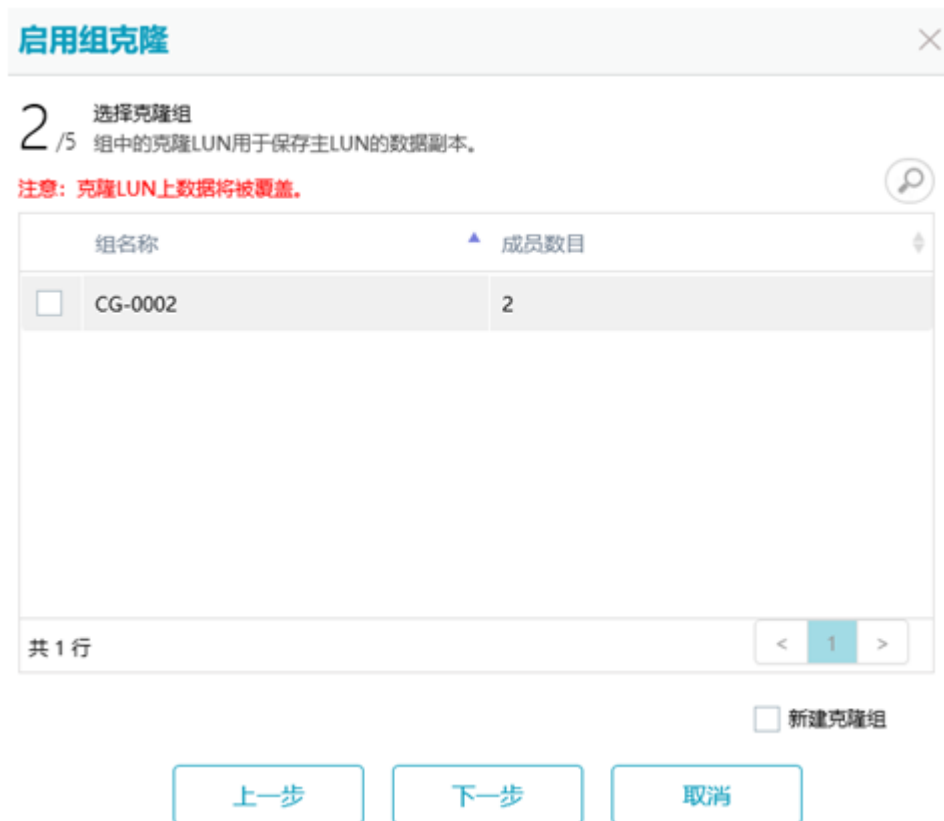 启用组克隆
2 /5 选择克隆组
组中的克隆LUN用于保存主LUN的数据副本。
注意：克隆LUN上数据将被覆盖。
组名称 成员数目
CG-0002 2
共 1 行 < 1 >
新建克隆组
上一步 下一步 取消